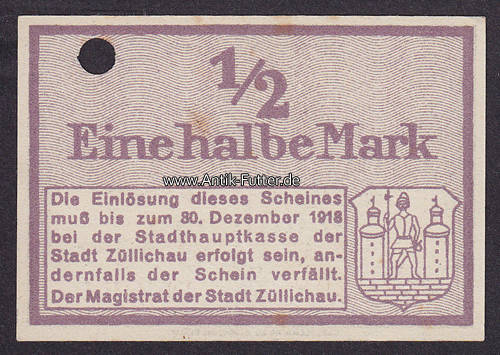 1/2
Eine halbe Mark
www.Antik-Futter.de
Die Einlösung dieses Scheines
muß bis zum 30. Dezember 1918
bei der Stadthauptkasse der
Stadt Züllichau erfolgt sein, an-
dernfalls der Schein verfällt.
Der Magistrat der Stadt Züllichau.